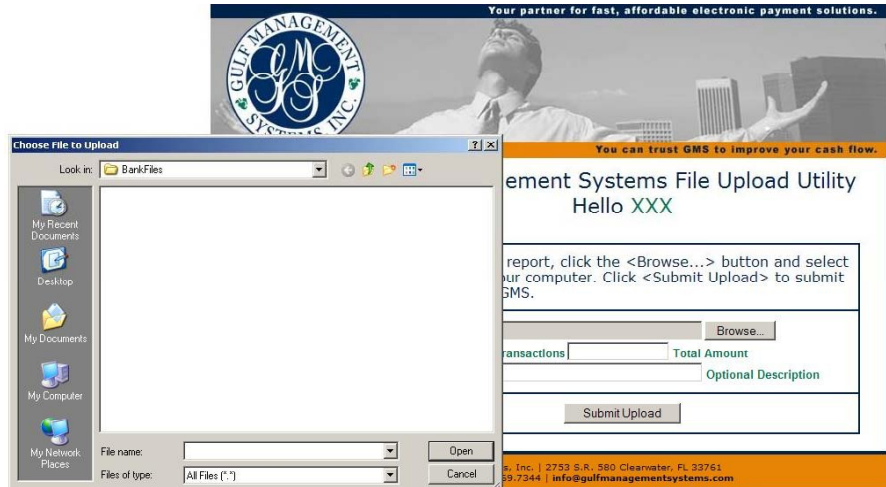 Your partner for fast, affordable electronic payment solutions.
GULF MANAGEMENT SYSTEMS, INC.
GMS
You can trust GMS to improve your cash flow.
Choose File to Upload
Look in:
BankFiles
My Recent
Documents
Desktop
My Documents
My Computer
My Network
Places
File name:
Open
Files of type:
All Files (*.*)
Cancel
ement Systems File Upload Utility
Hello XXX
report, click the <Browse...> button and select
ur computer. Click <Submit Upload> to submit
GMS.
Browse...
ransactions
Total Amount
Optional Description
Submit Upload
s, Inc. | 2753 S.R. 580 Clearwater, FL 33761
59.7344 | info@gulfmanagementsystems.com